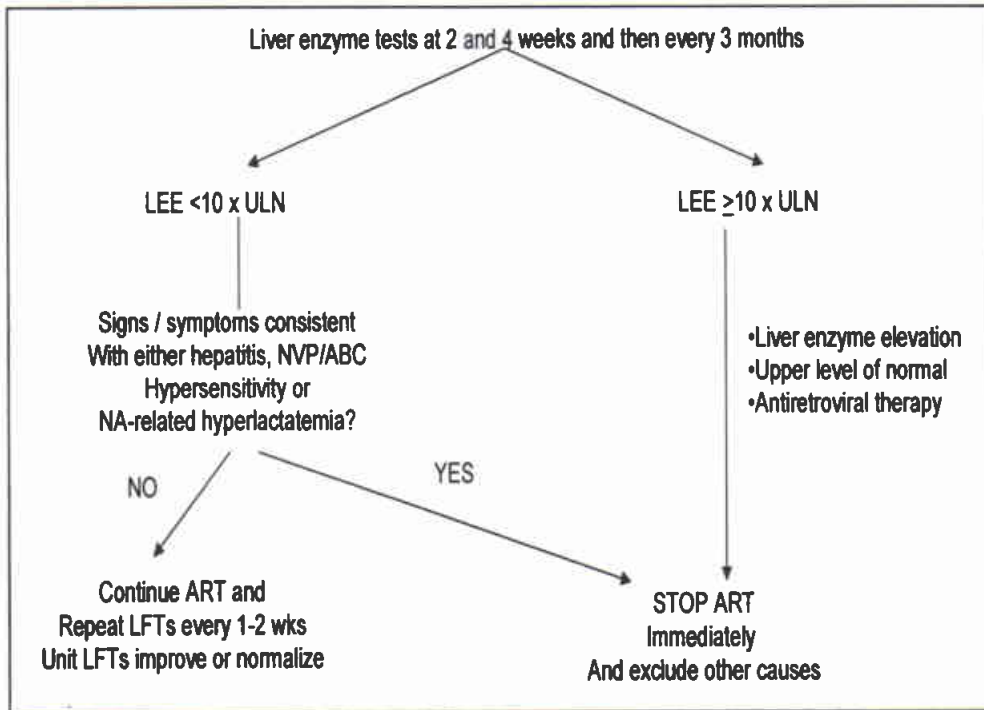 Liver enzyme tests at 2 and 4 weeks and then every 3 months
LEE <10 x ULN
LEE ≥10 x ULN
Signs / symptoms consistent
With either hepatitis, NVP/ABC
Hypersensitivity or
NA-related hyperlactatemia?
•Liver enzyme elevation
•Upper level of normal
•Antiretroviral therapy
NO
YES
Continue ART and
Repeat LFTs every 1-2 wks
Unit LFTs improve or normalize
STOP ART
Immediately
And exclude other causes